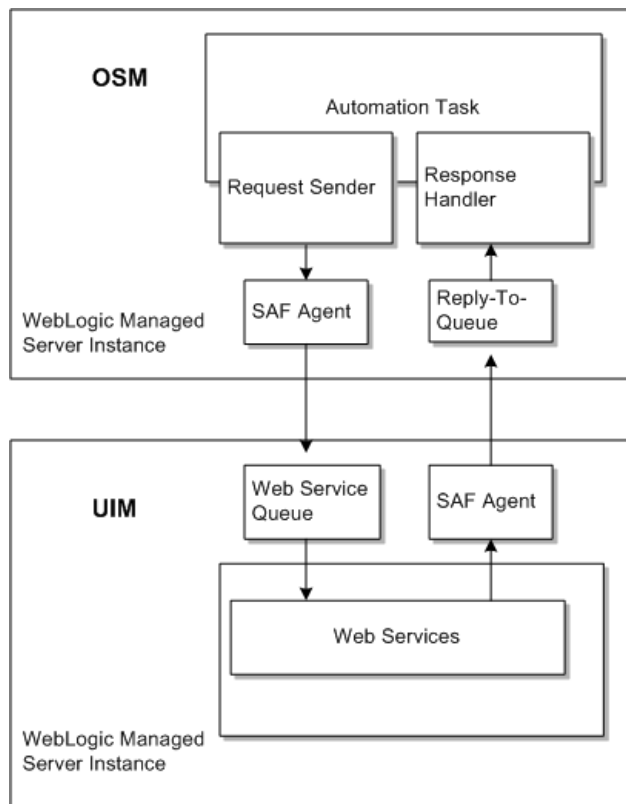 OSM
Automation Task
Request Sender
Response
Handler
SAF Agent
Reply-To-
Queue
WebLogic Managed
Server Instance
UIM
Web Service
Queue
SAF Agent
Web Services
WebLogic Managed
Server Instance